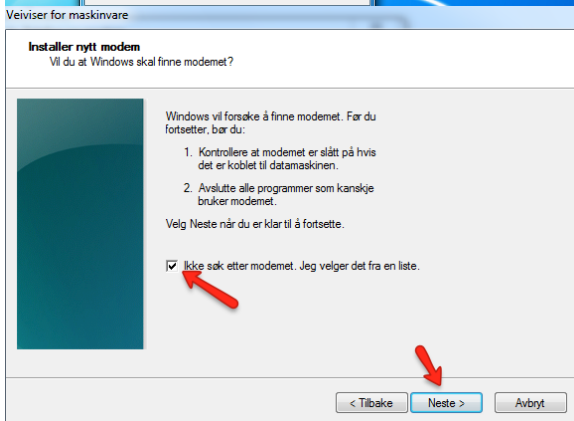 Veiviser for maskinvare
Installer nytt modem
Vil du at Windows skal finne modemet?
Windows vil forsøke å finne modemet. Før du
fortsetter, bør du:
1. Kontrollere at modemet er slått på hvis
det er koblet til datamaskinen.
2. Avslutte alle programmer som kanskje
bruker modemet.
Velg Neste når du er klar til å fortsette.
Ikke søk etter modemet. Jeg velger det fra en liste.
< Tilbake
Neste >
Avbryt